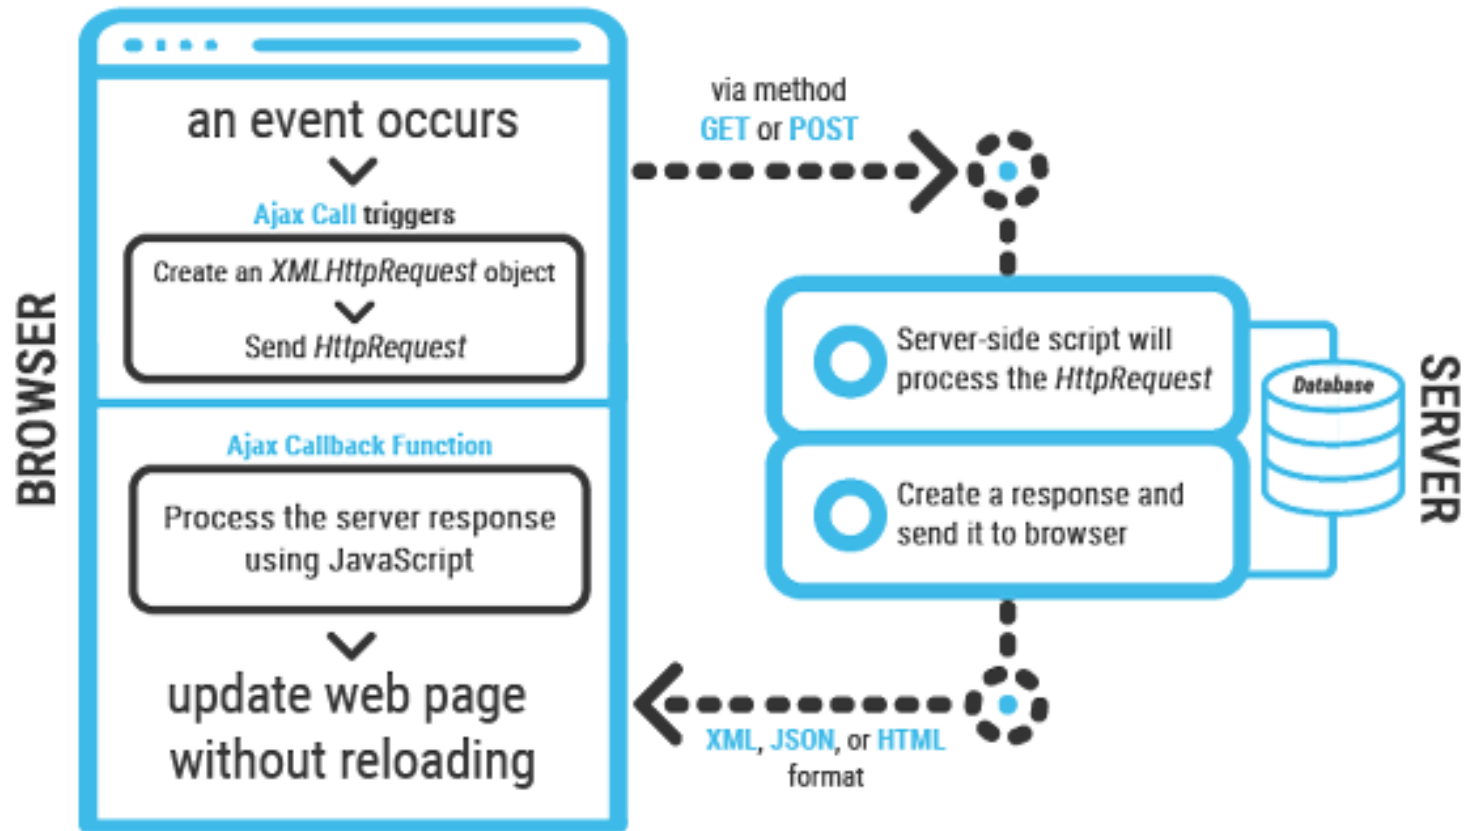 BROWSER
an event occurs
Ajax Call triggers
Create an XMLHttpRequest object
Send HttpRequest
via method
GET or POST
Server-side script will
process the HttpRequest
Create a response and
send it to browser
Database
SERVER
XML, JSON, or HTML
format
Ajax Callback Function
Process the server response
using JavaScript
update web page
without reloading